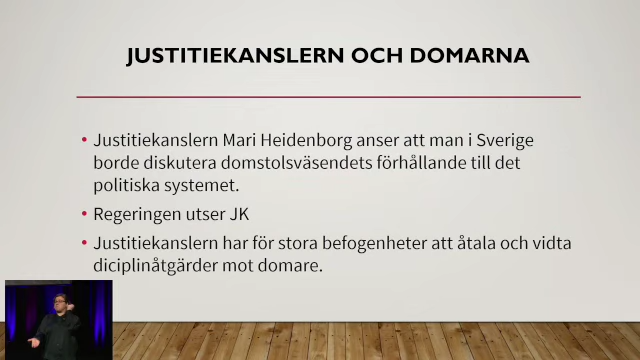 JUSTITIEKANSLERN OCH DOMARNA
• Justitiekanslern Mari Heidenborg anser att man i Sverige
borde diskutera domstolsväsendets förhållande till det
politiska systemet.
• Regeringen utser JK
• Justitiekanslern har för stora befogenheter att åtala och vidta
diciplinåtgärder mot domare.